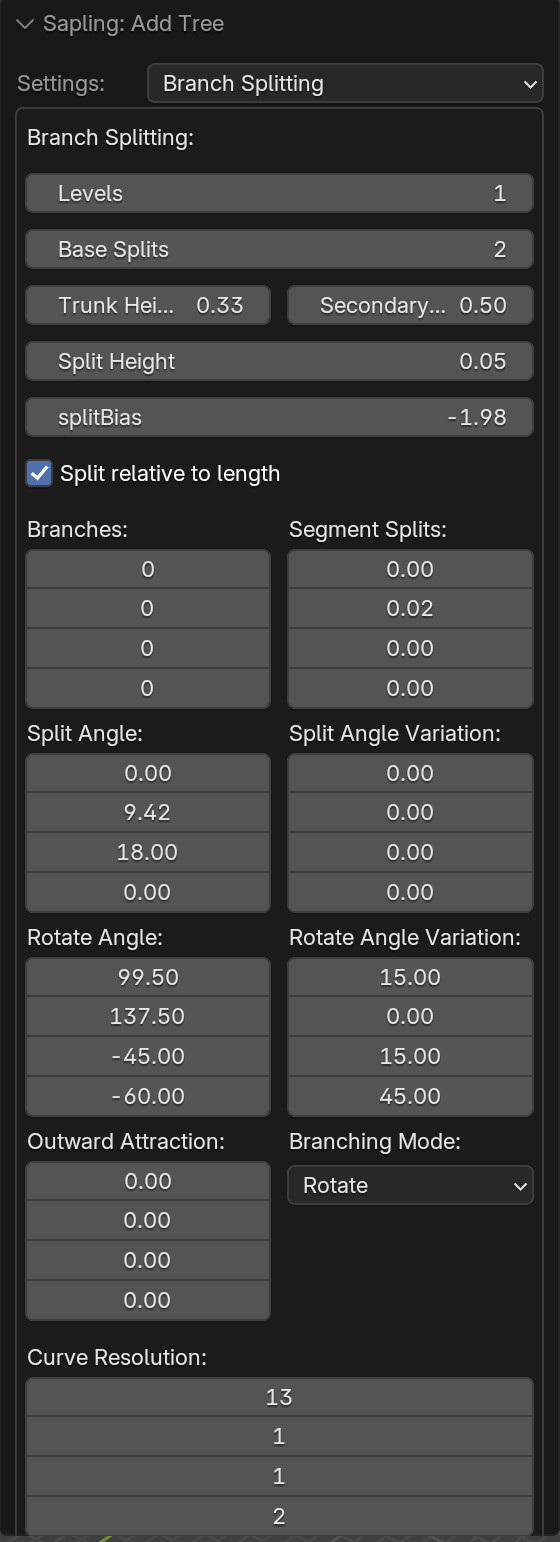 Sapling: Add Tree
Settings: Branch Splitting
Branch Splitting:
Levels 1
Base Splits 2
Trunk Hei... 0.33 Secondary... 0.50
Split Height 0.05
splitBias -1.98
Split relative to length
Branches: Segment Splits:
0 0.00
0 0.02
0 0.00
0 0.00
Split Angle: Split Angle Variation:
0.00 0.00
9.42 0.00
18.00 0.00
0.00 0.00
Rotate Angle: Rotate Angle Variation:
99.50 15.00
137.50 0.00
-45.00 15.00
-60.00 45.00
Outward Attraction: Branching Mode:
0.00 Rotate
0.00
0.00
0.00
Curve Resolution:
13
1
1
2